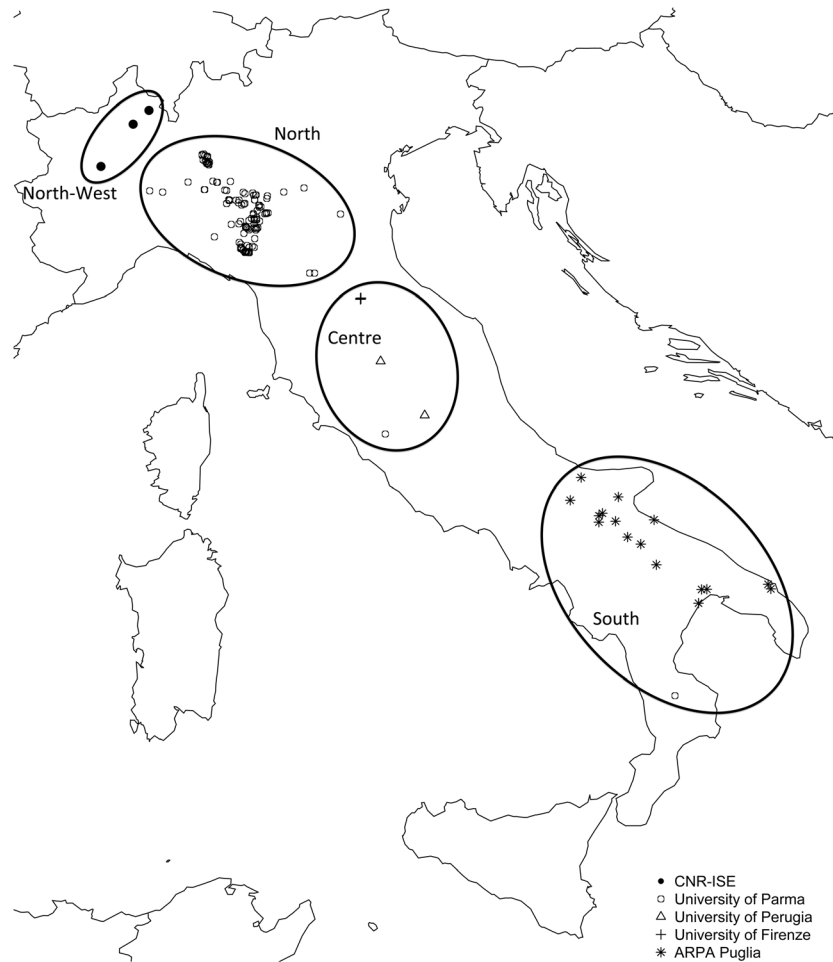 North
North-West
Centre
South
CNR-ISE
University of Parma
University of Perugia
University of Firenze
ARPA Puglia